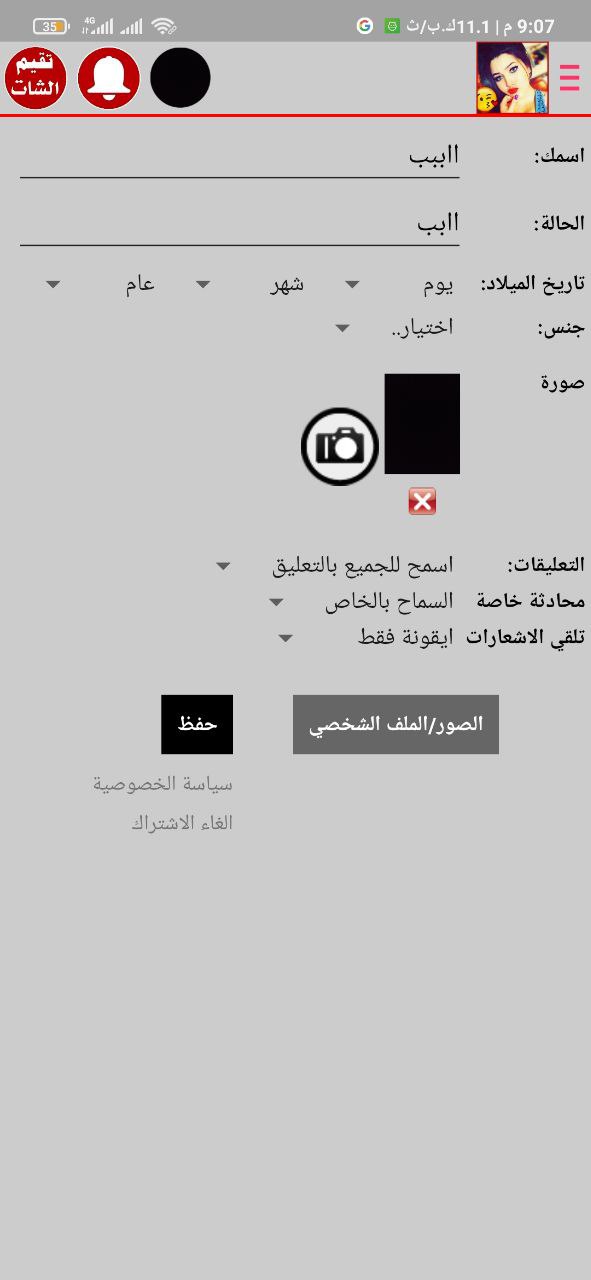 9:07 م | 11.1ك.ب/ث
4G
35
تقيم
الشات
اسمك: ااببب
الحالة: اابب
تاريخ الميلاد: يوم شهر عام
جنس: اختيار..
صورة
التعليقات: اسمح للجميع بالتعليق
محادثة خاصة السماح بالخاص
تلقي الاشعارات ايقونة فقط
الصور/الملف الشخصي حفظ
سياسة الخصوصية
الغاء الاشتراك